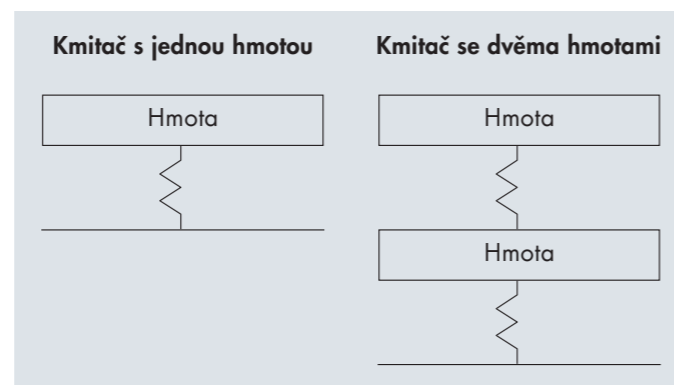 Kmitač s jednou hmotou
Hmota
Kmitač se dvěma hmotami
Hmota
Hmota